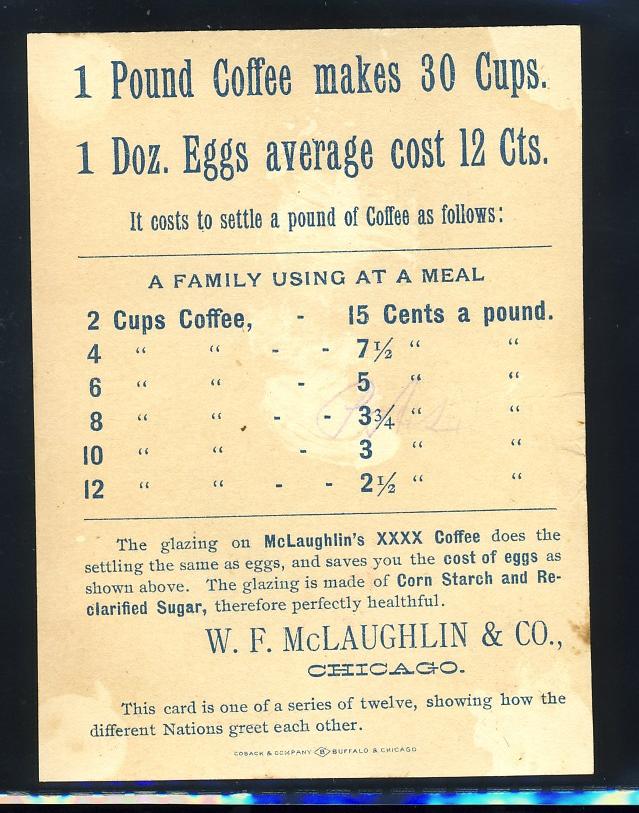 1 Pound Coffee makes 30 Cups.
1 Doz. Eggs average cost 12 Cts.
It costs to settle a pound of Coffee as follows:
A FAMILY USING AT A MEAL
2 Cups Coffee, - 15 Cents a pound.
4 “ “ - - 7½ “ “
6 “ “ - 5 “ “
8 “ “ - - 3¾ “ “
10 “ “ - 3 “ “
12 “ “ - - 2½ “ “
The glazing on McLaughlin's XXXX Coffee does the
settling the same as eggs, and saves you the cost of eggs as
shown above. The glazing is made of Corn Starch and Re-
clarified Sugar, therefore perfectly healthful.
W. F. McLAUGHLIN & CO.,
CHICAGO.
This card is one of a series of twelve, showing how the
different Nations greet each other.
COSACK & COMPANY B BUFFALO & CHICAGO